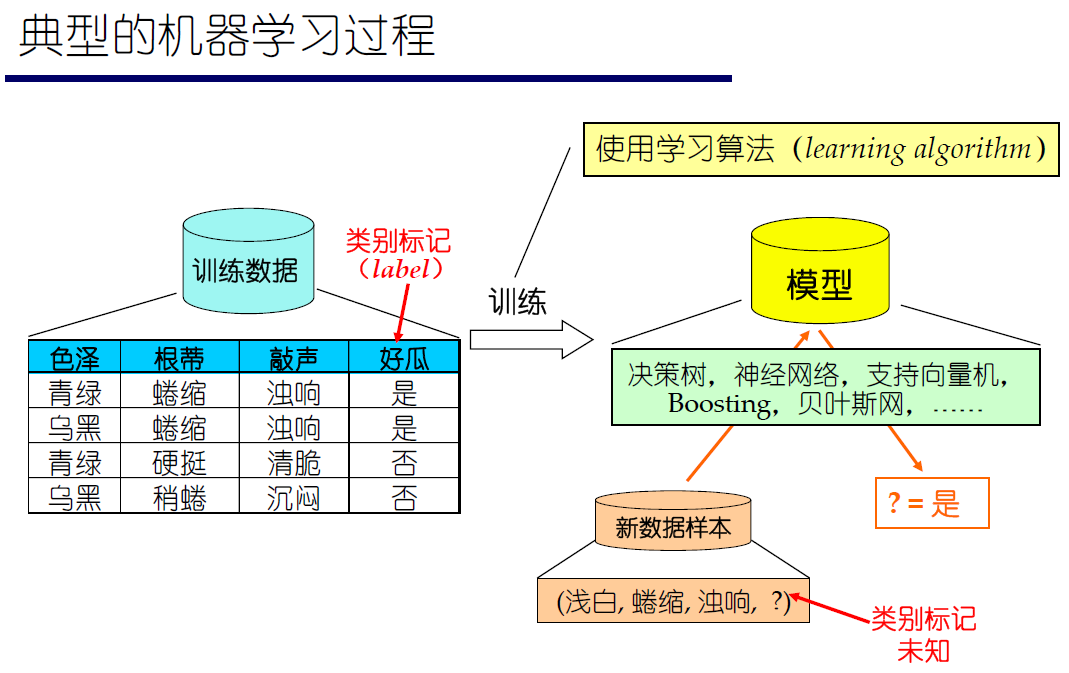 典型的机器学习过程
使用学习算法（learning algorithm）
类别标记
（label）
训练数据
训练
模型
色泽 根蒂 敲声 好瓜
青绿 蜷缩 浊响 是
乌黑 蜷缩 浊响 是
青绿 硬挺 清脆 否
乌黑 稍蜷 沉闷 否
决策树，神经网络，支持向量机，
Boosting，贝叶斯网，……
? = 是
新数据样本
(浅白, 蜷缩, 浊响, ?)
类别标记
未知